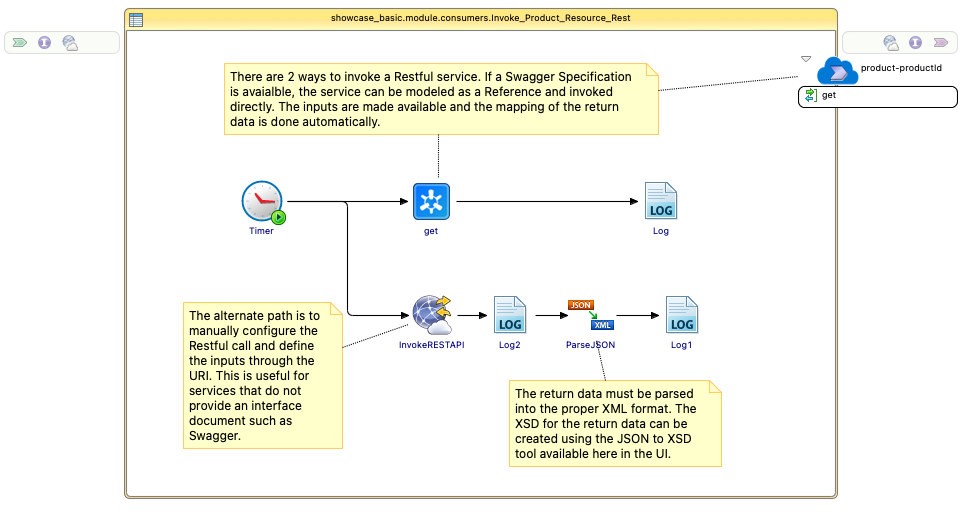 showcase_basic.module.consumers.Invoke_Product_Resource_Rest
product-productId
get
There are 2 ways to invoke a Restful service. If a Swagger Specification
is avaialble, the service can be modeled as a Reference and invoked
directly. The inputs are made available and the mapping of the return
data is done automatically.
Timer
get
LOG
Log
The alternate path is to
manually configure the
Restful call and define
the inputs through the
URI. This is useful for
services that do not
provide an interface
document such as
Swagger.
InvokeRESTAPI
LOG
Log2
JSON
XML
ParseJSON
LOG
Log1
The return data must be parsed
into the proper XML format. The
XSD for the return data can be
created using the JSON to XSD
tool available here in the UI.